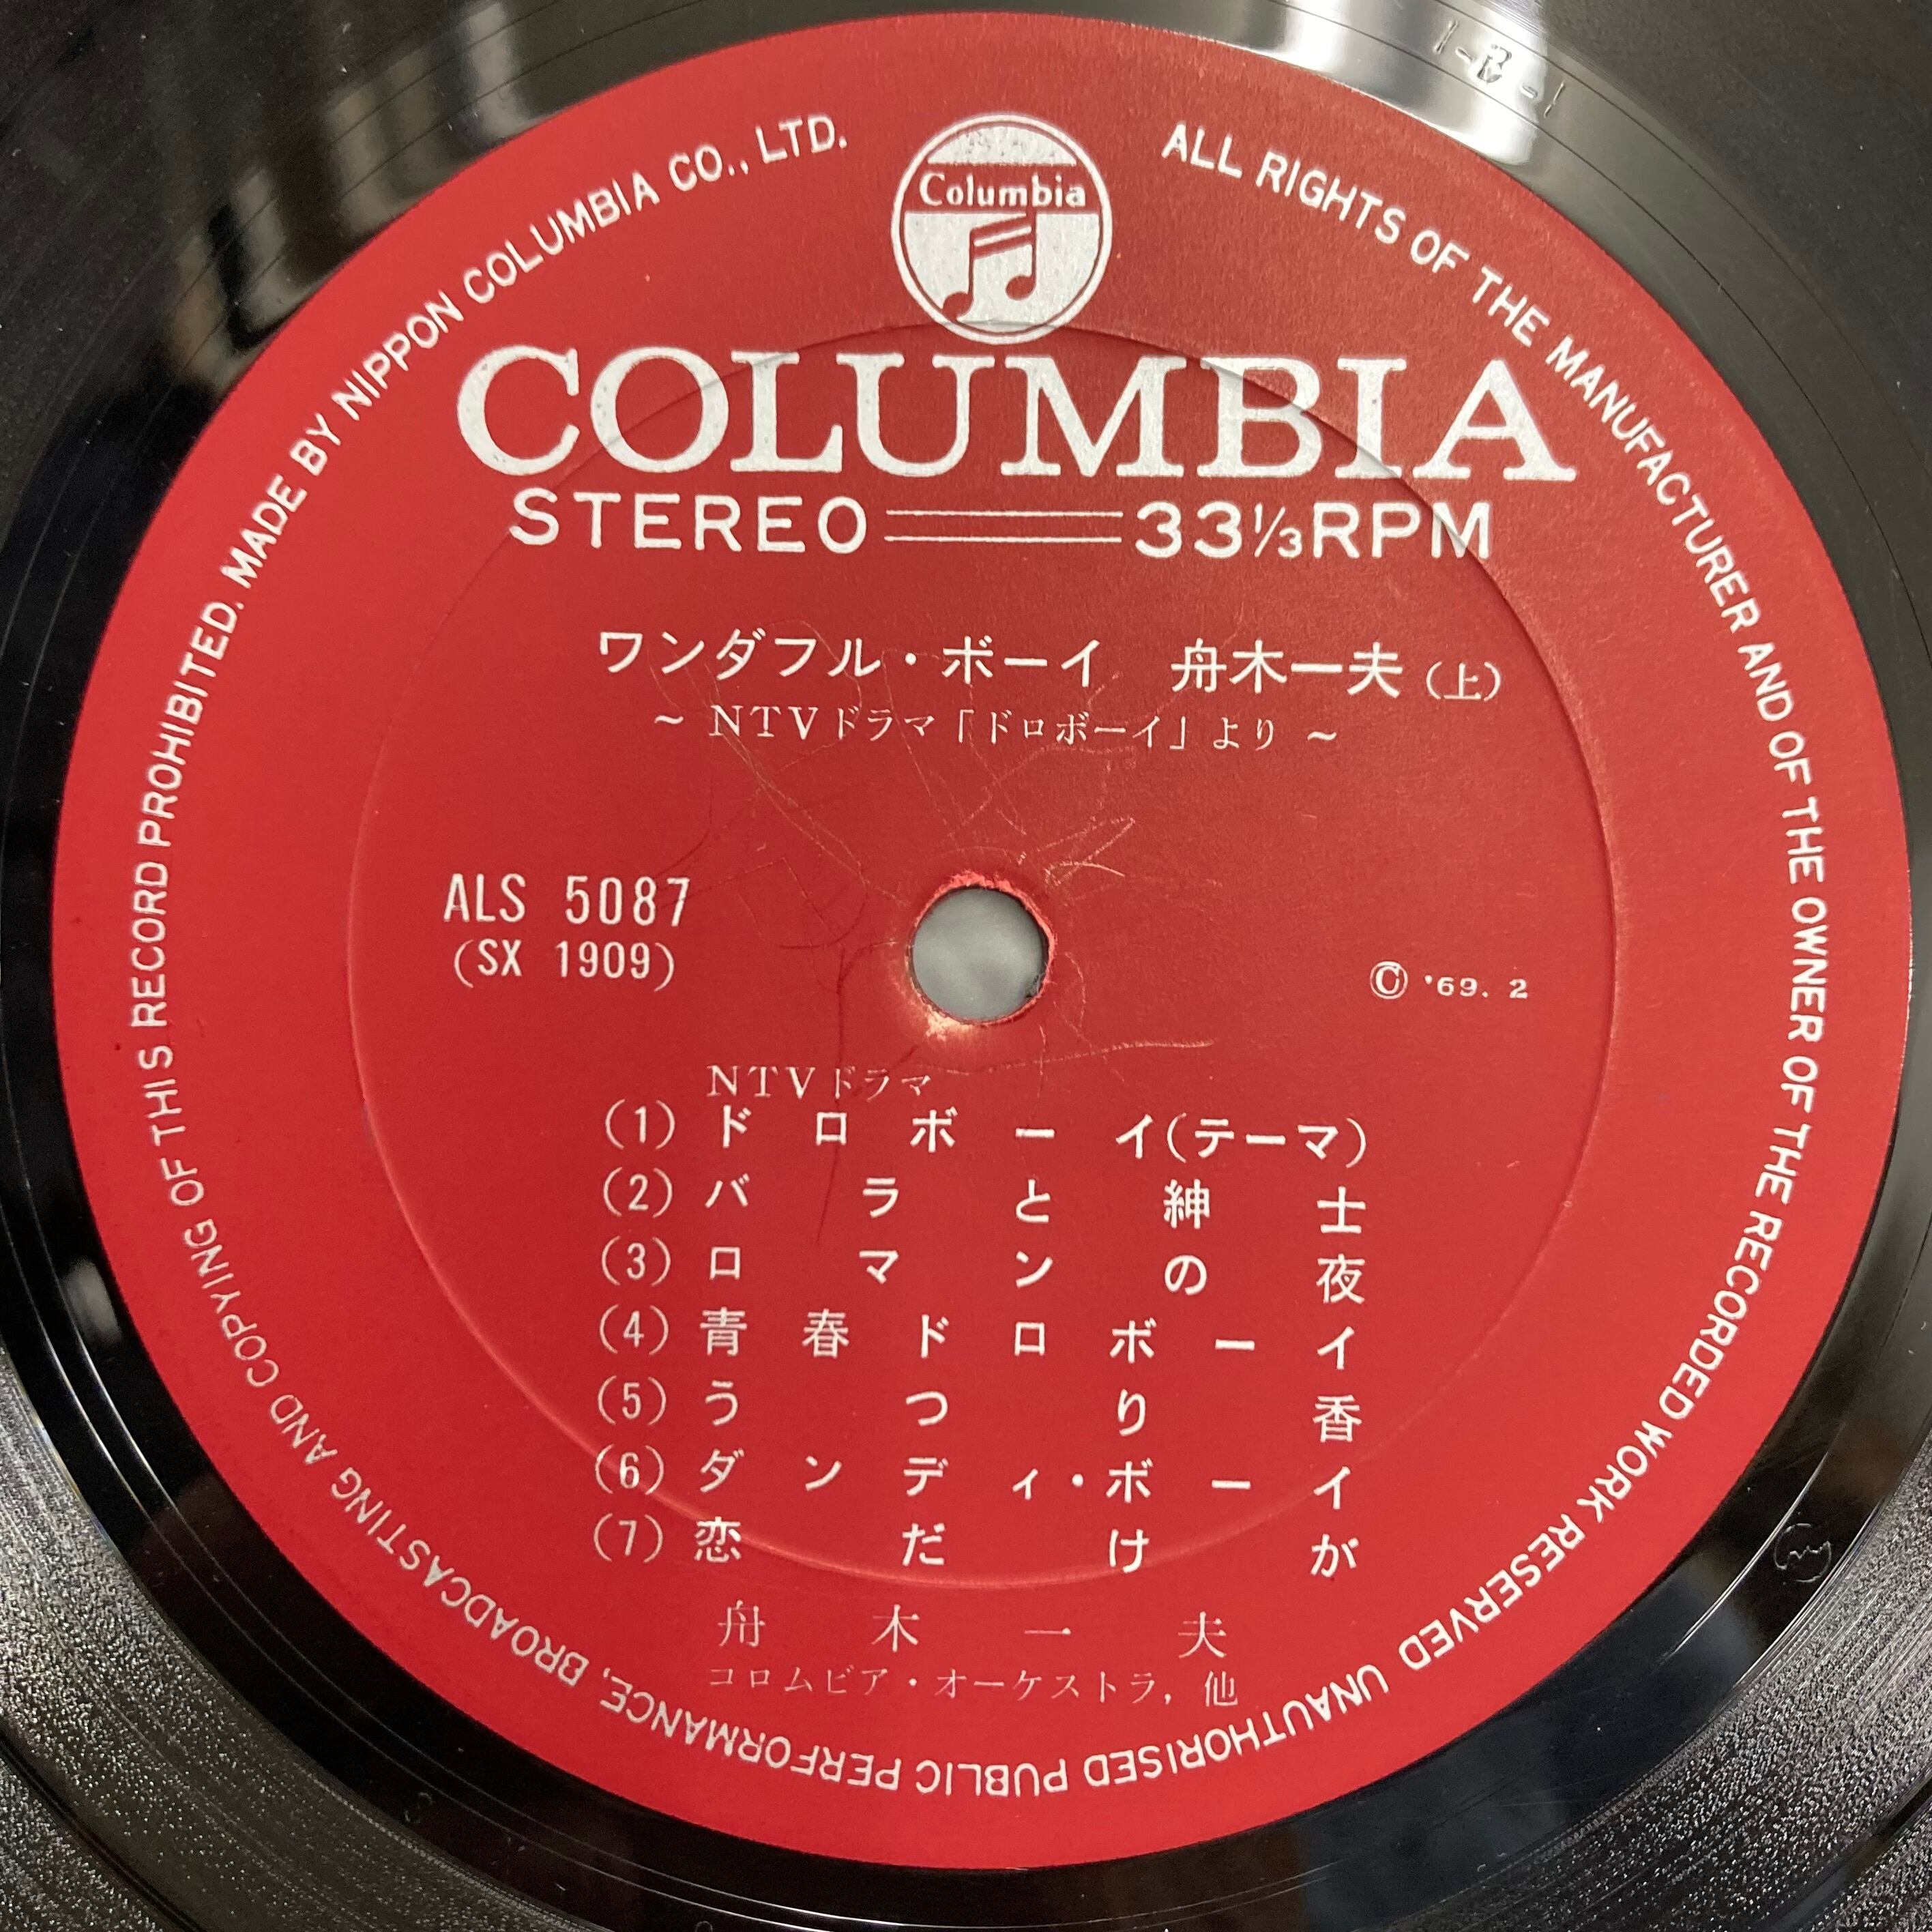 Columbia
COLUMBIA
STEREO 33 1/3 RPM
ワンダフル・ボーイ 舟木一夫(上)
~ NTVドラマ「ドロボーイ」より ~
ALS 5087
(SX 1909)
© '69. 2
NTVドラマ
(1) ドロボーイ(テーマ)
(2) バラと紳士
(3) ロマンの夜
(4) 青春ドロボーイ
(5) うつり香
(6) ダンディ・ボーイ
(7) 恋だけが
舟木一夫
コロムビア・オーケストラ, 他
ALL RIGHTS OF THE MANUFACTURER AND OF THE OWNER OF THE RECORDED WORK RESERVED UNAUTHORISED PUBLIC PERFORMANCE, BROADCASTING AND COPYING OF THIS RECORD PROHIBITED. MADE BY NIPPON COLUMBIA CO., LTD.